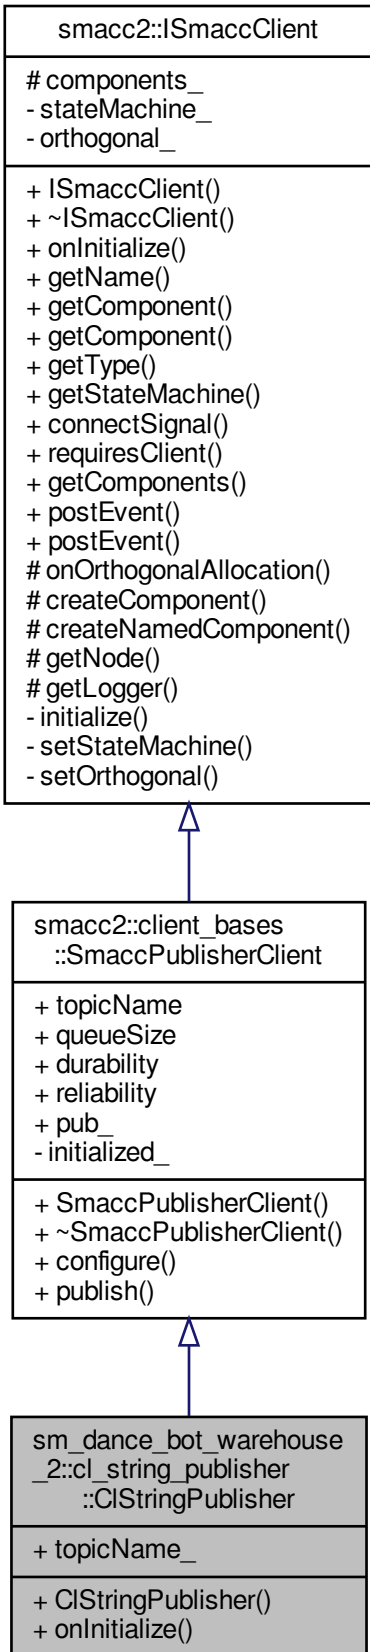 smacc2::ISmaccClient
# components_
- stateMachine_
- orthogonal_
+ ISmaccClient()
+ ~ISmaccClient()
+ onInitialize()
+ getName()
+ getComponent()
+ getComponent()
+ getType()
+ getStateMachine()
+ connectSignal()
+ requiresClient()
+ getComponents()
+ postEvent()
+ postEvent()
# onOrthogonalAllocation()
# createComponent()
# createNamedComponent()
# getNode()
# getLogger()
- initialize()
- setStateMachine()
- setOrthogonal()
smacc2::client_bases
::SmaccPublisherClient
+ topicName
+ queueSize
+ durability
+ reliability
+ pub_
- initialized_
+ SmaccPublisherClient()
+ ~SmaccPublisherClient()
+ configure()
+ publish()
sm_dance_bot_warehouse
_2::cl_string_publisher
::ClStringPublisher
+ topicName_
+ ClStringPublisher()
+ onInitialize()